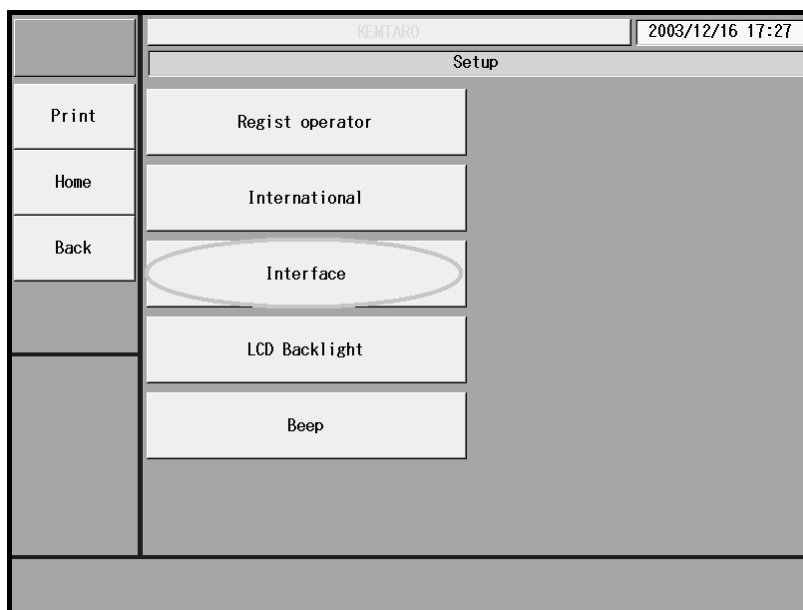 KEMTARO 2003/12/16 17:27
Setup
Print
Home
Back
Regist operator
International
Interface
LCD Backlight
Beep